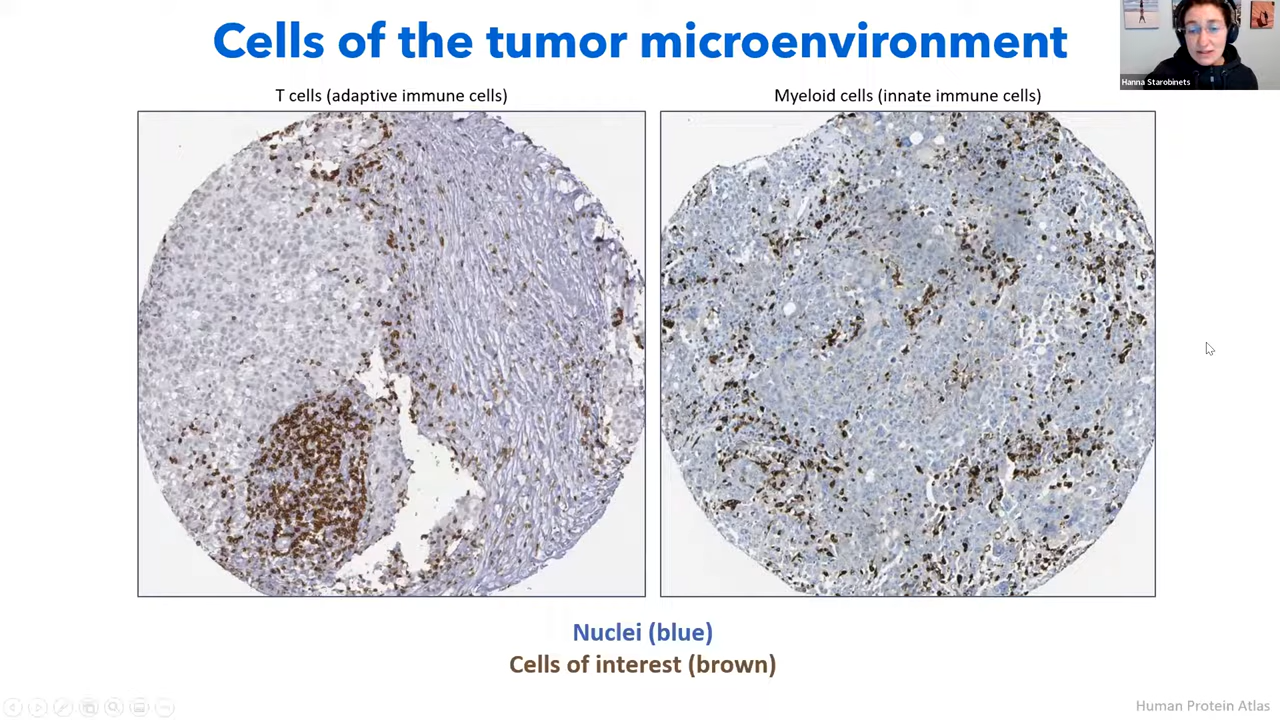 Cells of the tumor microenvironment
Hanna Starobinets
T cells (adaptive immune cells)
Myeloid cells (innate immune cells)
Nuclei (blue)
Cells of interest (brown)
Human Protein Atlas